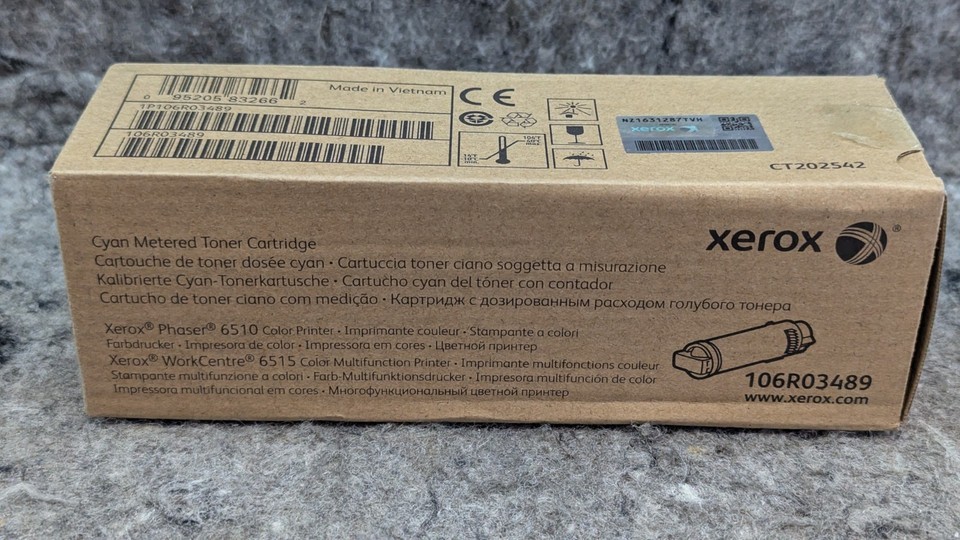 Made in Vietnam
0 95205 83266 2
1P106R03489
106R03489
CE
NZ1631287TVH
xerox
CT202542
xerox®
Cyan Metered Toner Cartridge
Cartouche de toner dosée cyan • Cartuccia toner ciano soggetta a misurazione
Kalibrierte Cyan-Tonerkartusche • Cartucho cyan del tóner con contador
Cartucho de toner ciano com medição • Картридж с дозированным расходом голубого тонера
Xerox® Phaser® 6510 Color Printer • Imprimante couleur • Stampante a colori
Farbdrucker • Impresora de color • Impressora em cores • Цветной принтер
Xerox® WorkCentre® 6515 Color Multifunction Printer • Imprimante multifonctions couleur
Stampante multifunzione a colori • Farb-Multifunktionsdrucker • Impresora multifunción de color
Impressora multifuncional em cores • Многофункциональный цветной принтер
106R03489
www.xerox.com